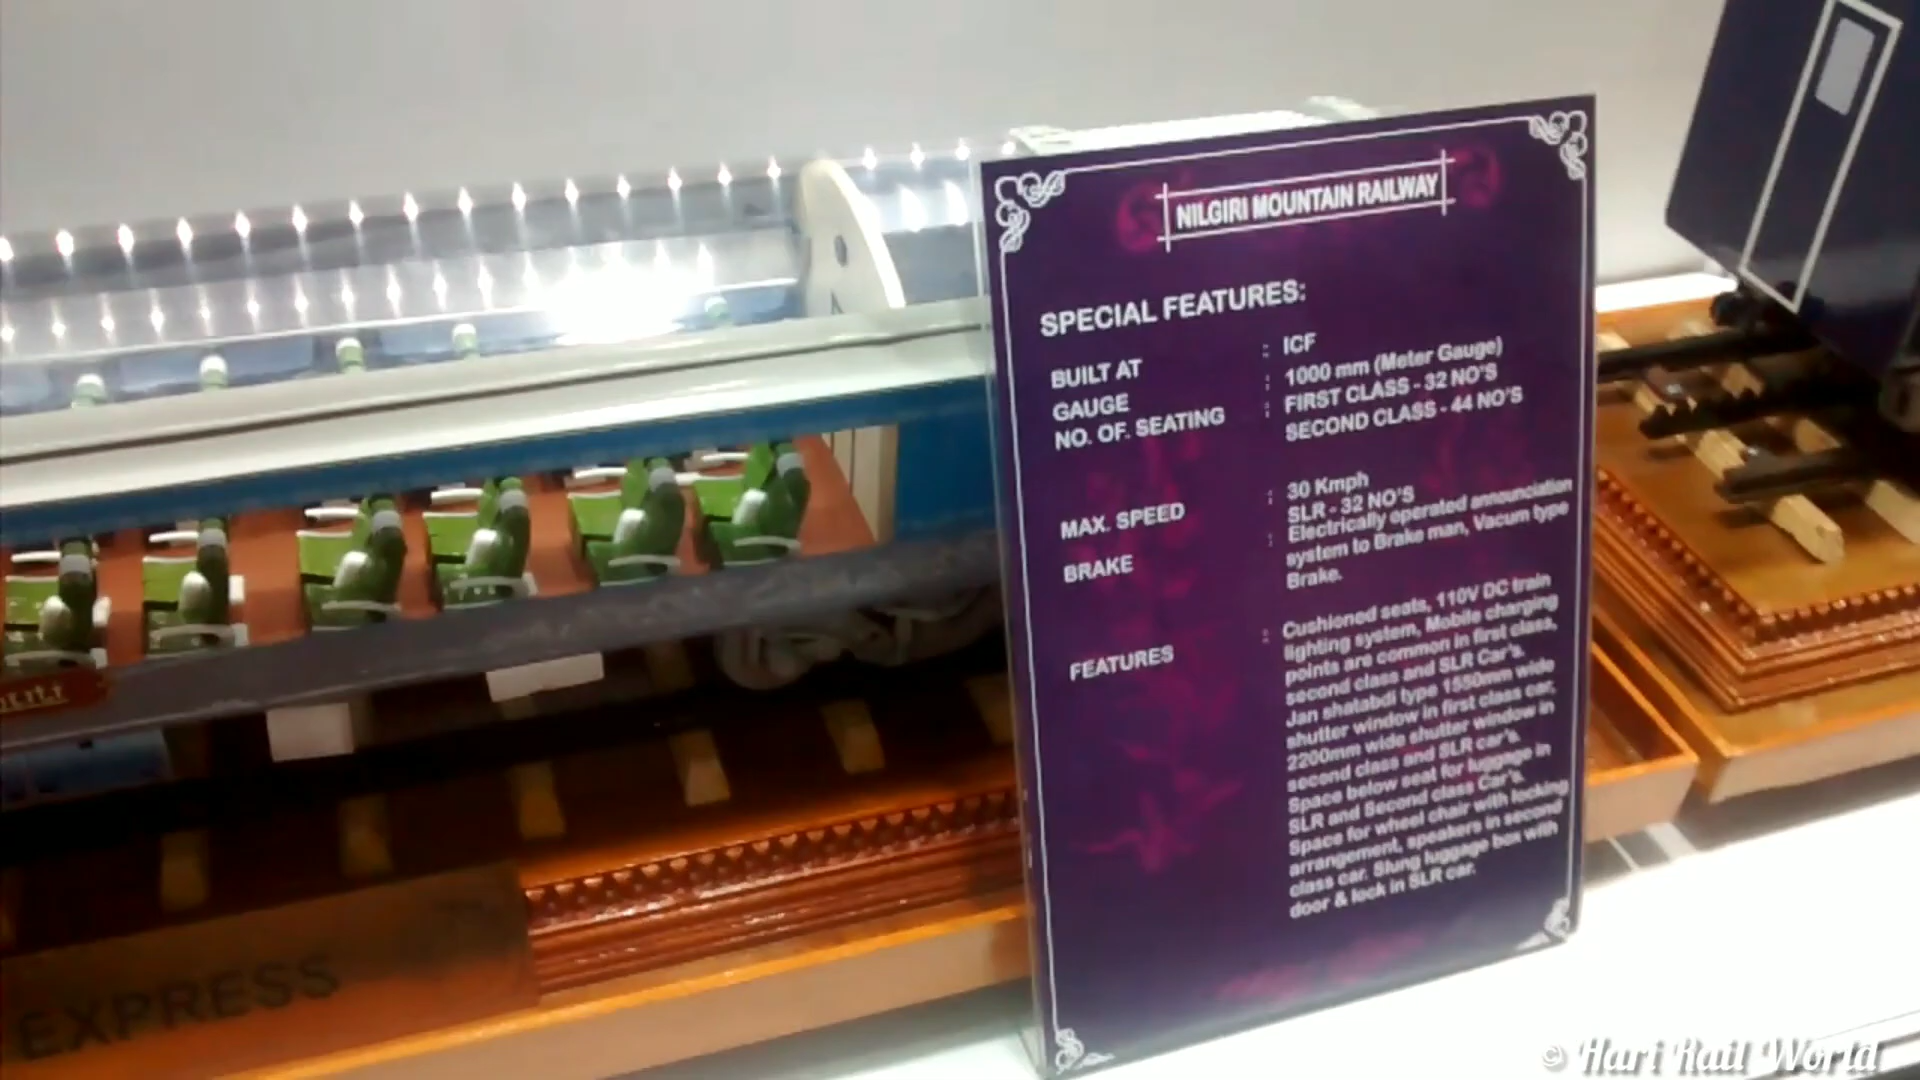 NILGIRI MOUNTAIN RAILWAY
SPECIAL FEATURES:
BUILT AT : ICF
GAUGE : 1000 mm (Meter Gauge)
NO. OF. SEATING : FIRST CLASS - 32 NO'S
SECOND CLASS - 44 NO'S
MAX. SPEED : 30 Kmph
SLR - 32 NO'S
BRAKE : Electrically operated annunciation
system to Brake man, Vacum type
Brake.
FEATURES : Cushioned seats, 110V DC train
lighting system, Mobile charging
points are common in first class,
second class and SLR Car's.
Jan shatabdi type 1550mm wide
shutter window in first class car,
2200mm wide shutter window in
second class and SLR car's.
Space below seat for luggage in
SLR and Second class Car's.
Space for wheel chair with locking
arrangement, speakers in second
class car. Slung luggage box with
door & lock in SLR car.
EXPRESS
© Hari Rail World